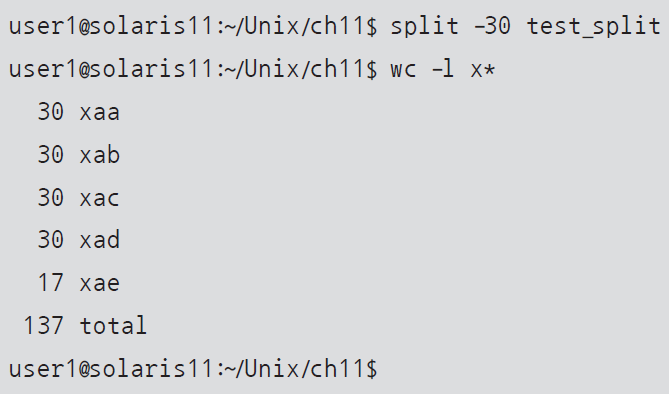 user1@solaris11:~/Unix/ch11$ split -30 test_split
user1@solaris11:~/Unix/ch11$ wc -l x*
30 xaa
30 xab
30 xac
30 xad
17 xae
137 total
user1@solaris11:~/Unix/ch11$